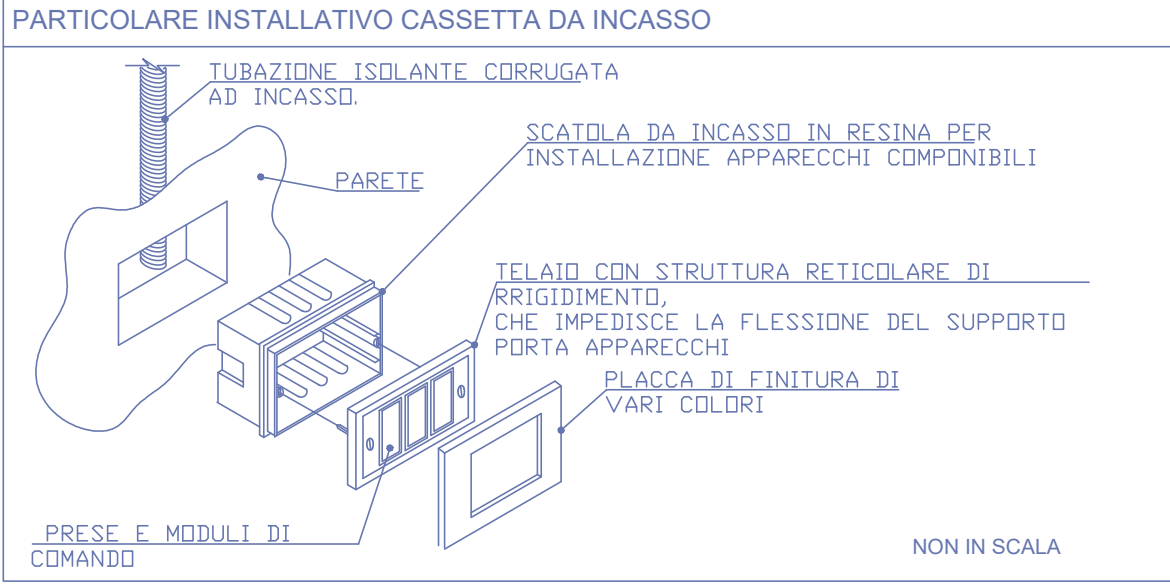 PARTICOLARE INSTALLATIVO CASSETTA DA INCASSO
TUBAZIONE ISOLANTE CORRUGATA
AD INCASSO.
SCATOLA DA INCASSO IN RESINA PER
INSTALLAZIONE APPARECCHI COMPONIBILI
PARETE
TELAIO CON STRUTTURA RETICOLARE DI
RRIGIDIMENTO,
CHE IMPEDISCE LA FLESSIONE DEL SUPPORTO
PORTA APPARECCHI
PLACCA DI FINITURA DI
VARI COLORI
PRESE E MODULI DI
COMANDO
NON IN SCALA